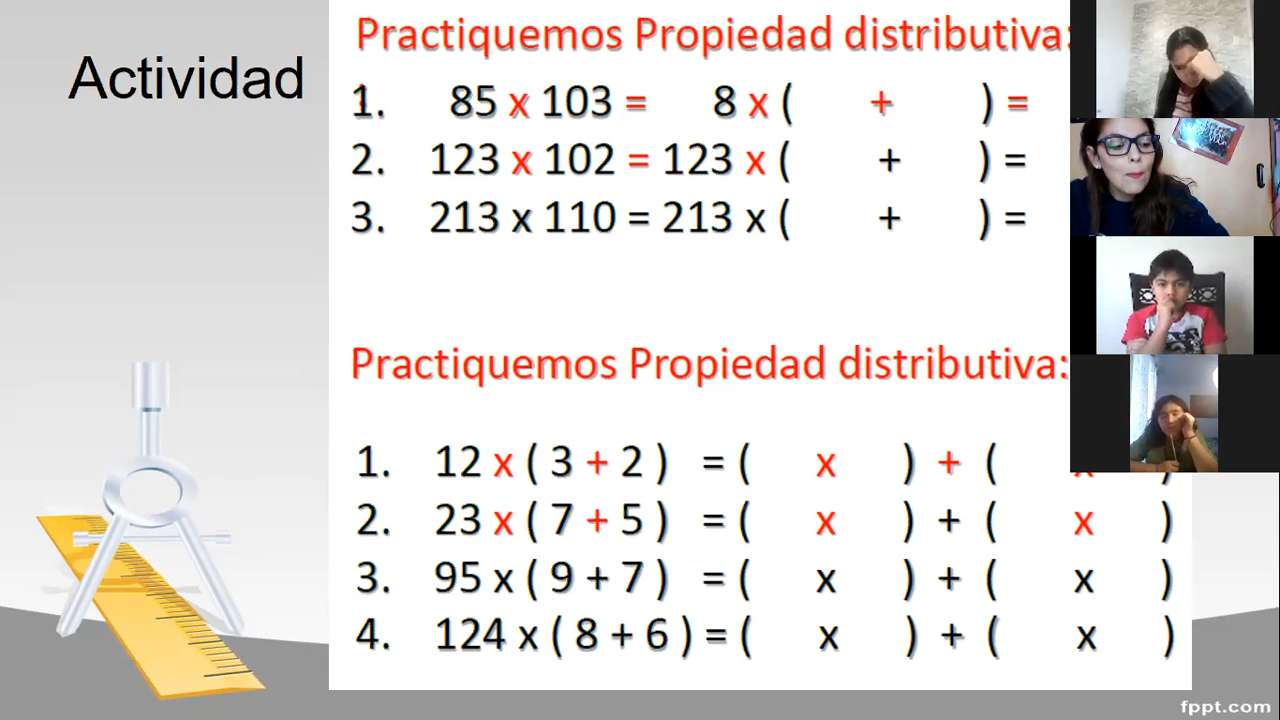 Actividad
Practiquemos Propiedad distributiva:
1. 85 x 103 = 8 x ( + ) =
2. 123 x 102 = 123 x ( + ) =
3. 213 x 110 = 213 x ( + ) =
Practiquemos Propiedad distributiva:
1. 12 x ( 3 + 2 ) = ( x ) + ( x )
2. 23 x ( 7 + 5 ) = ( x ) + ( x )
3. 95 x ( 9 + 7 ) = ( x ) + ( x )
4. 124 x ( 8 + 6 ) = ( x ) + ( x )
fppt.com